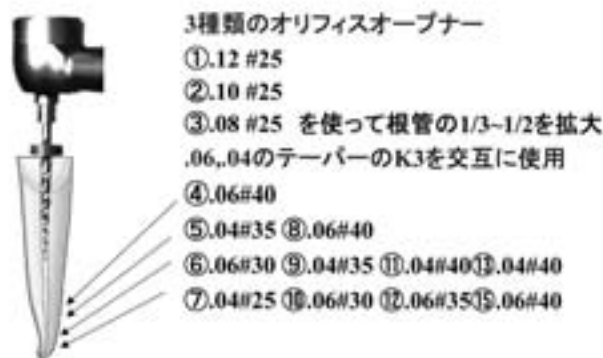 3種類のオリフィスオープナー
①.12 #25
②.10 #25
③.08 #25 を使って根管の1/3~1/2を拡大
.06,.04のテーパーのK3を交互に使用
④.06#40
⑤.04#35 ⑧.06#40
⑥.06#30 ⑨.04#35 ⑪.04#40⑬.04#40
⑦.04#25 ⑩.06#30 ⑫.06#35⑮.06#40